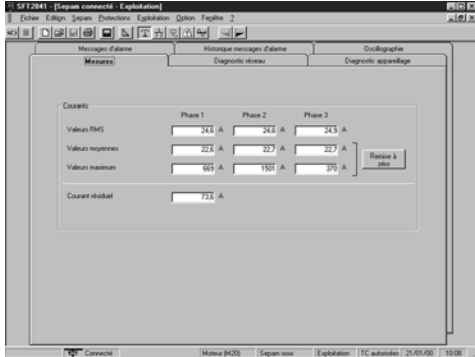 SFT2041 - [Sepam connecté - Exploitation]
Fichier Edition Sepam Protections Exploitation Option Fenêtre ?
Messages d'alarme Historique messages d'alarme Oscillographie
Mesures Diagnostic réseau Diagnostic appareillage
Courants
Phase 1 Phase 2 Phase 3
Valeurs RMS 24,6 A 24,6 A 24,9 A
Valeurs moyennes 22,6 A 22,7 A 22,7 A
Remise à zéro
Valeurs maximum 669 A 1501 A 370 A
Courant résiduel 73,6 A
Connecté Moteur (M20) Sepam xxxx Exploitation TC autorisées 21/01/00 10:00